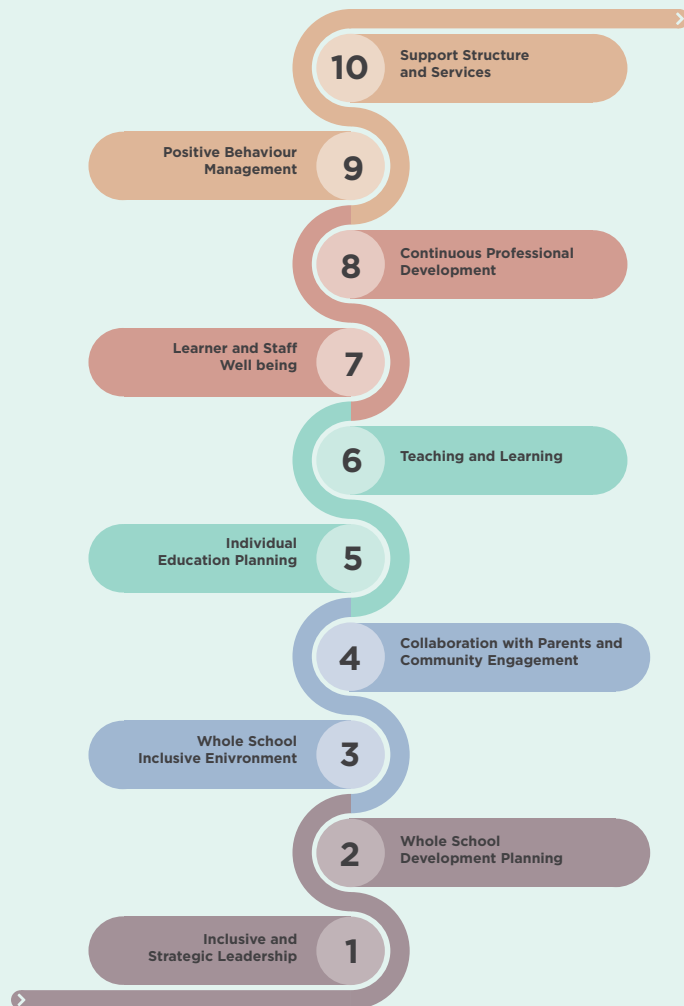 10
Support Structure
and Services
Positive Behaviour
Management
9
8
Continuous Professional
Development
Learner and Staff
Well being
7
6
Teaching and Learning
Individual
Education Planning
5
4
Collaboration with Parents and
Community Engagement
Whole School
Inclusive Enivronment
3
2
Whole School
Development Planning
Inclusive and
Strategic Leadership
1